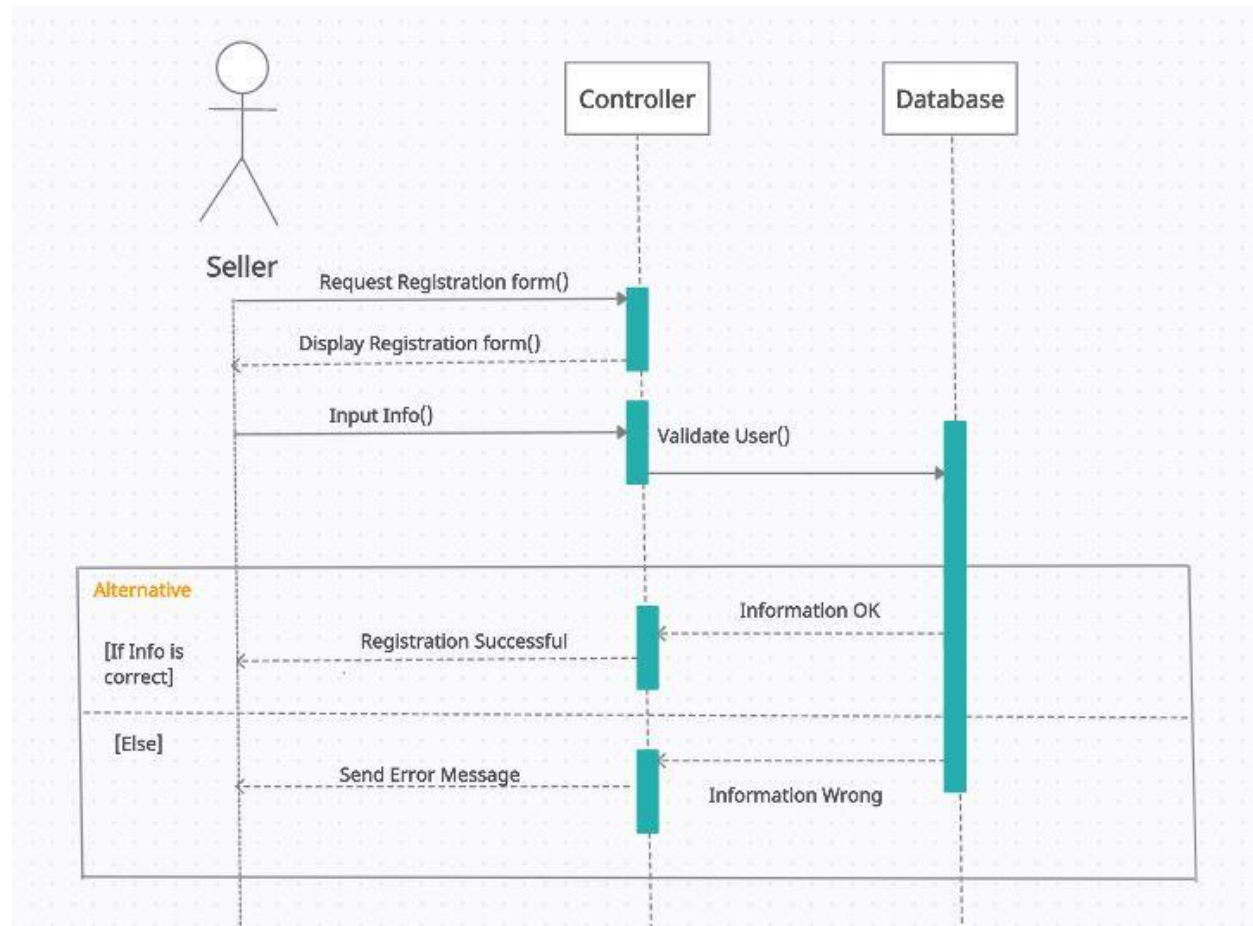 Controller
Database
Seller
Request Registration form()
Display Registration form()
Input Info()
Validate User()
Alternative
Information OK
Registration Successful
[If Info is
correct]
[Else]
Send Error Message
Information Wrong